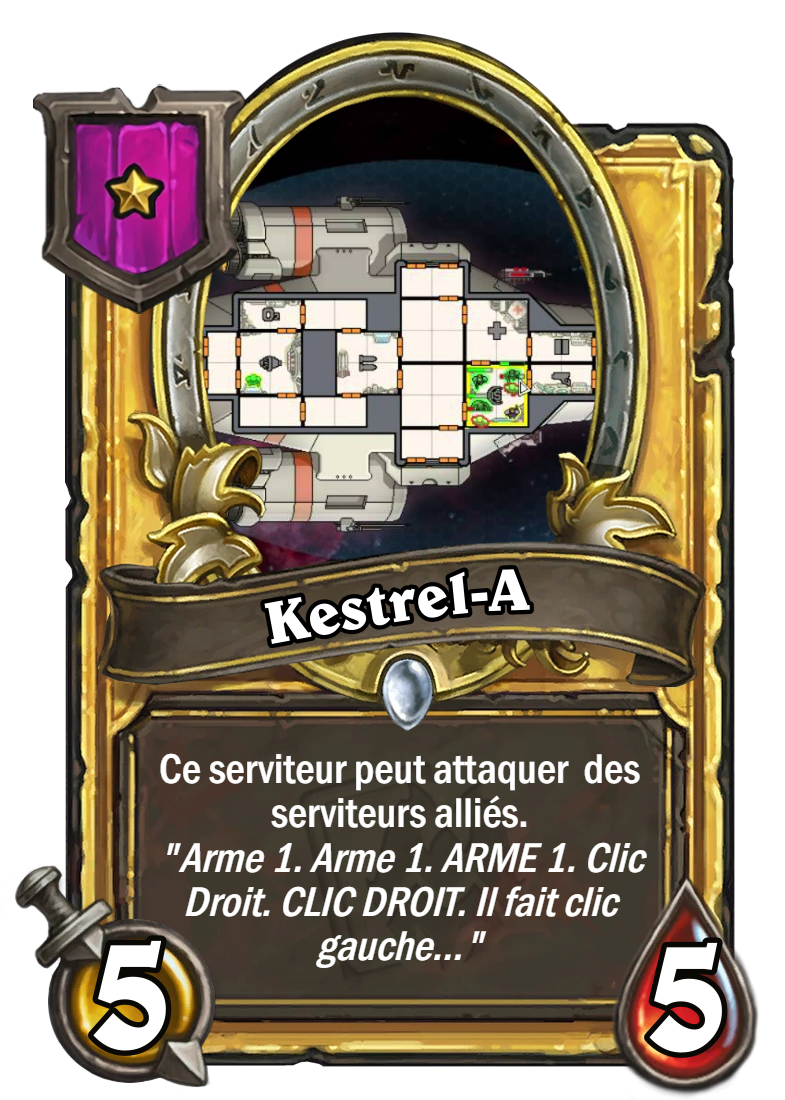 Kestrel-A
Ce serviteur peut attaquer des
serviteurs alliés.
"Arme 1. Arme 1. ARME 1. Clic
Droit. CLIC DROIT. Il fait clic
gauche..."
5
5